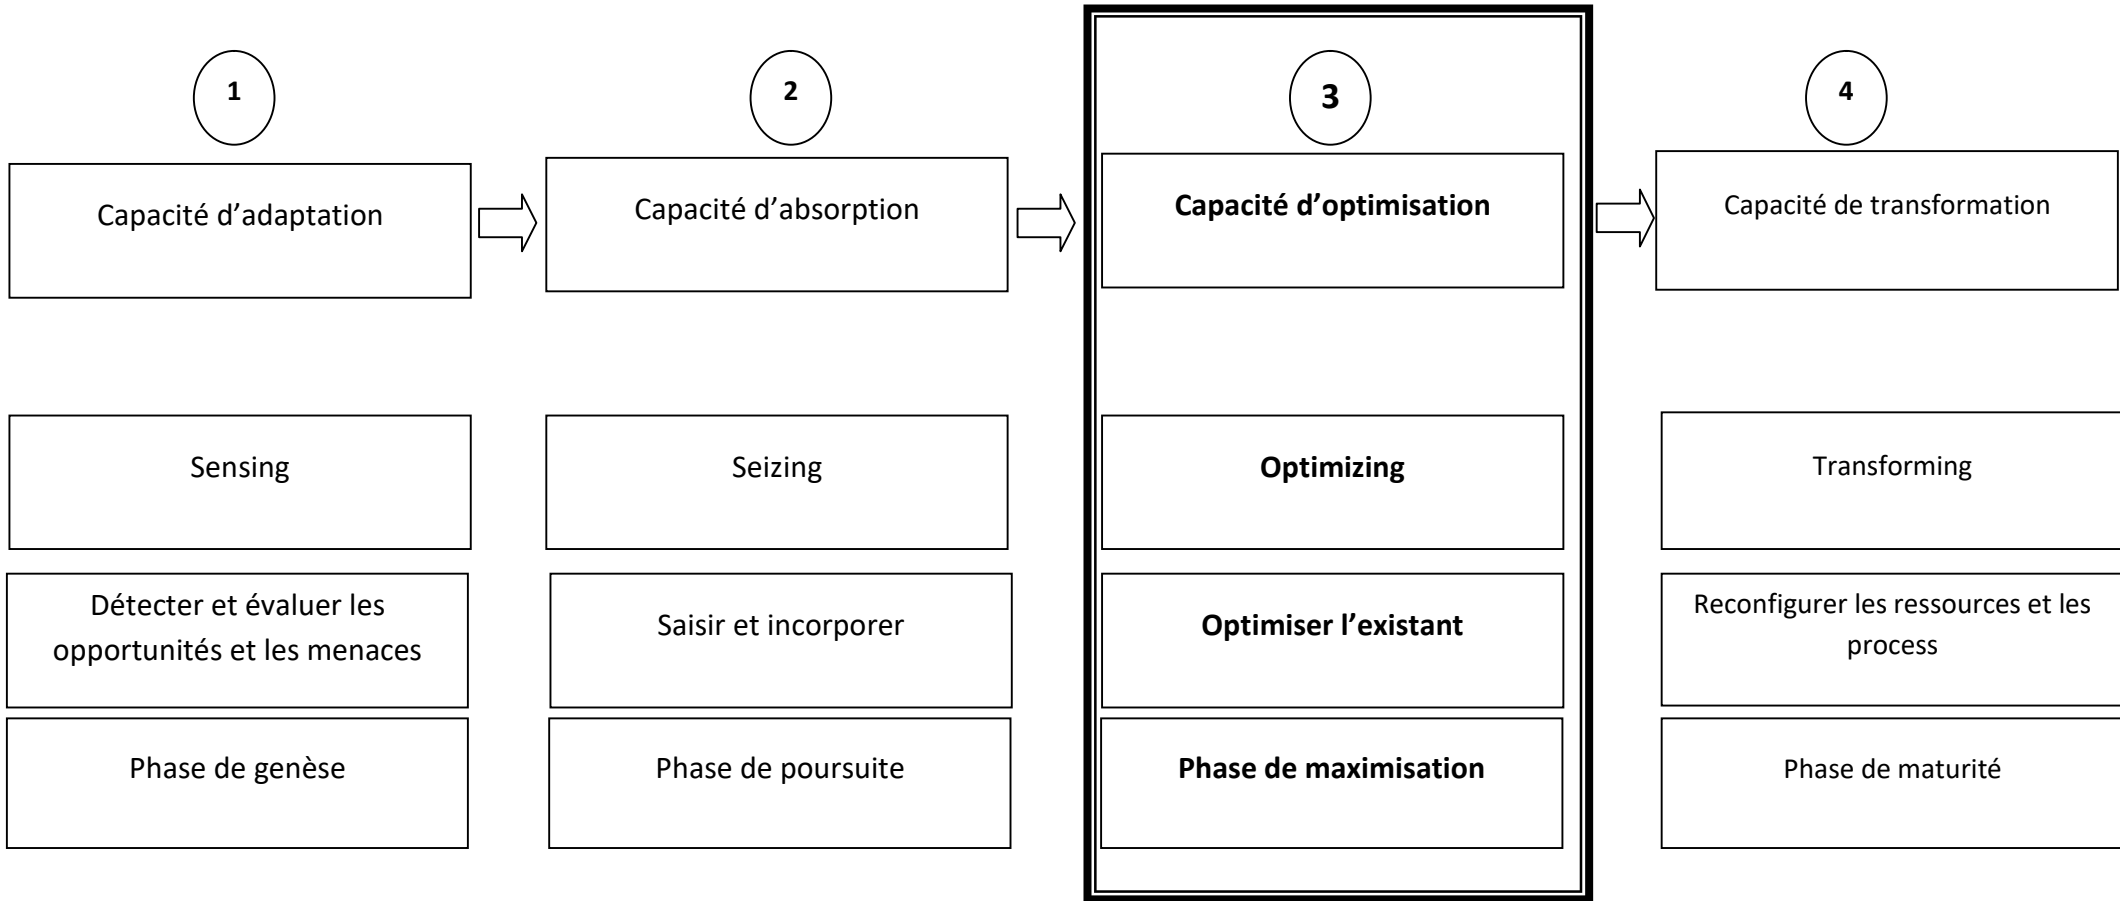 1
2
3
4
Capacité d’adaptation
Capacité d’absorption
Capacité d’optimisation
Capacité de transformation
Sensing
Seizing
Optimizing
Transforming
Détecter et évaluer les
opportunités et les menaces
Saisir et incorporer
Optimiser l’existant
Reconfigurer les ressources et les
process
Phase de genèse
Phase de poursuite
Phase de maximisation
Phase de maturité